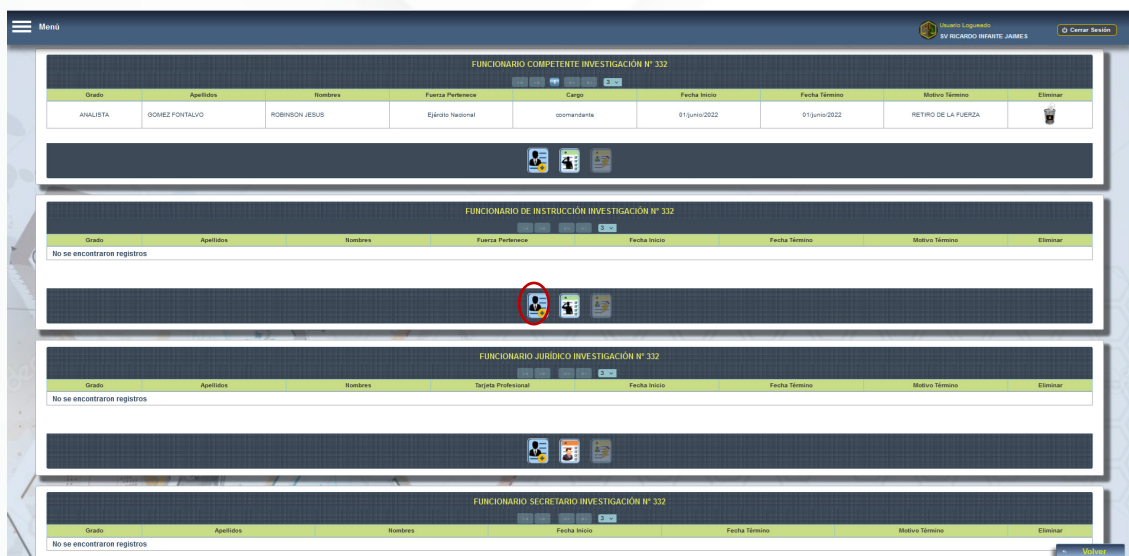 Menú
Usuario Logueado
SV RICARDO INFANTE JAIMES
Cerrar Sesión
FUNCIONARIO COMPETENTE INVESTIGACIÓN N° 332
1 3
Grado Apellidos Nombres Fuerza Pertenece Cargo Fecha Inicio Fecha Término Motivo Término Eliminar
ANALISTA GOMEZ FONTALVO ROBINSON JESUS Ejército Nacional coomandante 01/junio/2022 01/junio/2022 RETIRO DE LA FUERZA
FUNCIONARIO DE INSTRUCCIÓN INVESTIGACIÓN N° 332
3
Grado Apellidos Nombres Fuerza Pertenece Fecha Inicio Fecha Término Motivo Término Eliminar
No se encontraron registros
FUNCIONARIO JURÍDICO INVESTIGACIÓN N° 332
3
Grado Apellidos Nombres Tarjeta Profesional Fecha Inicio Fecha Término Motivo Término Eliminar
No se encontraron registros
FUNCIONARIO SECRETARIO INVESTIGACIÓN N° 332
3
Grado Apellidos Nombres Fecha Inicio Fecha Término Motivo Término Eliminar
No se encontraron registros
Volver